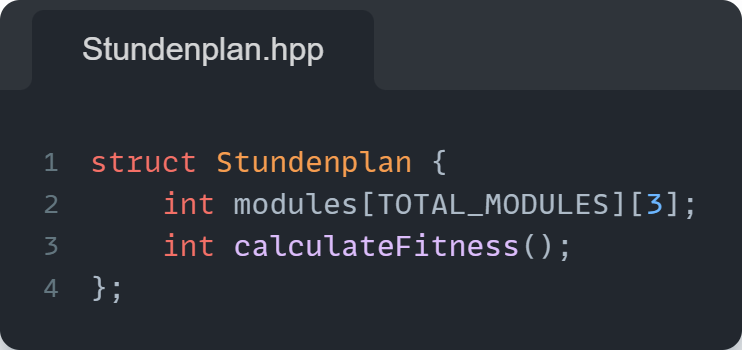 Stundenplan.hpp
1 struct Stundenplan {
2     int modules[TOTAL_MODULES][3];
3     int calculateFitness();
4 };